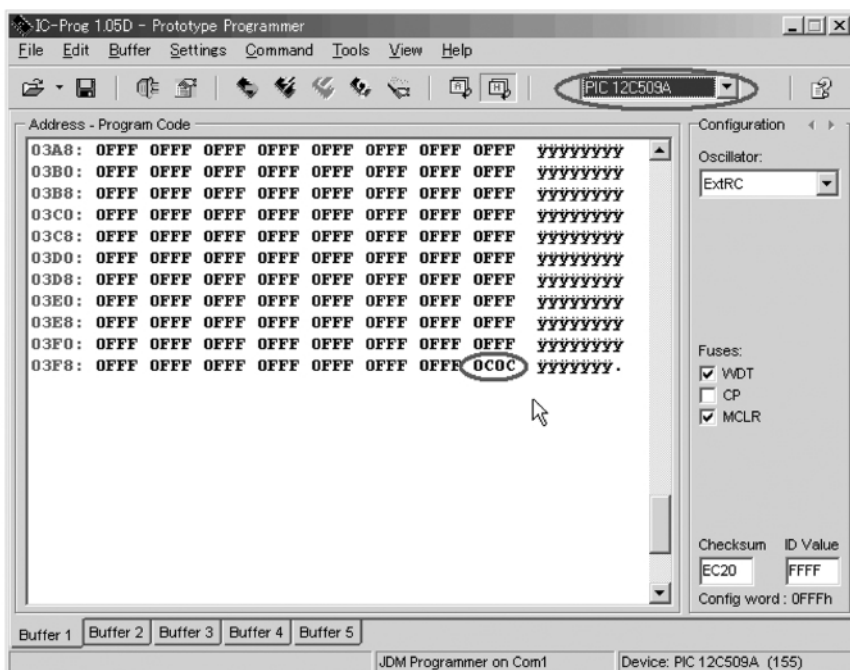 IC-Prog 1.05D - Prototype Programmer
File Edit Buffer Settings Command Tools View Help
PIC 12C509A
Address - Program Code
03A8: 0FFF 0FFF 0FFF 0FFF 0FFF 0FFF 0FFF 0FFF ÿÿÿÿÿÿÿÿ
03B0: 0FFF 0FFF 0FFF 0FFF 0FFF 0FFF 0FFF 0FFF ÿÿÿÿÿÿÿÿ
03B8: 0FFF 0FFF 0FFF 0FFF 0FFF 0FFF 0FFF 0FFF ÿÿÿÿÿÿÿÿ
03C0: 0FFF 0FFF 0FFF 0FFF 0FFF 0FFF 0FFF 0FFF ÿÿÿÿÿÿÿÿ
03C8: 0FFF 0FFF 0FFF 0FFF 0FFF 0FFF 0FFF 0FFF ÿÿÿÿÿÿÿÿ
03D0: 0FFF 0FFF 0FFF 0FFF 0FFF 0FFF 0FFF 0FFF ÿÿÿÿÿÿÿÿ
03D8: 0FFF 0FFF 0FFF 0FFF 0FFF 0FFF 0FFF 0FFF ÿÿÿÿÿÿÿÿ
03E0: 0FFF 0FFF 0FFF 0FFF 0FFF 0FFF 0FFF 0FFF ÿÿÿÿÿÿÿÿ
03E8: 0FFF 0FFF 0FFF 0FFF 0FFF 0FFF 0FFF 0FFF ÿÿÿÿÿÿÿÿ
03F0: 0FFF 0FFF 0FFF 0FFF 0FFF 0FFF 0FFF 0FFF ÿÿÿÿÿÿÿÿ
03F8: 0FFF 0FFF 0FFF 0FFF 0FFF 0FFF 0FFF 0C0C ÿÿÿÿÿÿÿ.
Configuration
Oscillator:
ExtRC
Fuses:
WDT
CP
MCLR
Checksum ID Value
EC20 FFFF
Config word : 0FFFh
Buffer 1 Buffer 2 Buffer 3 Buffer 4 Buffer 5
JDM Programmer on Com1 Device: PIC 12C509A (155)